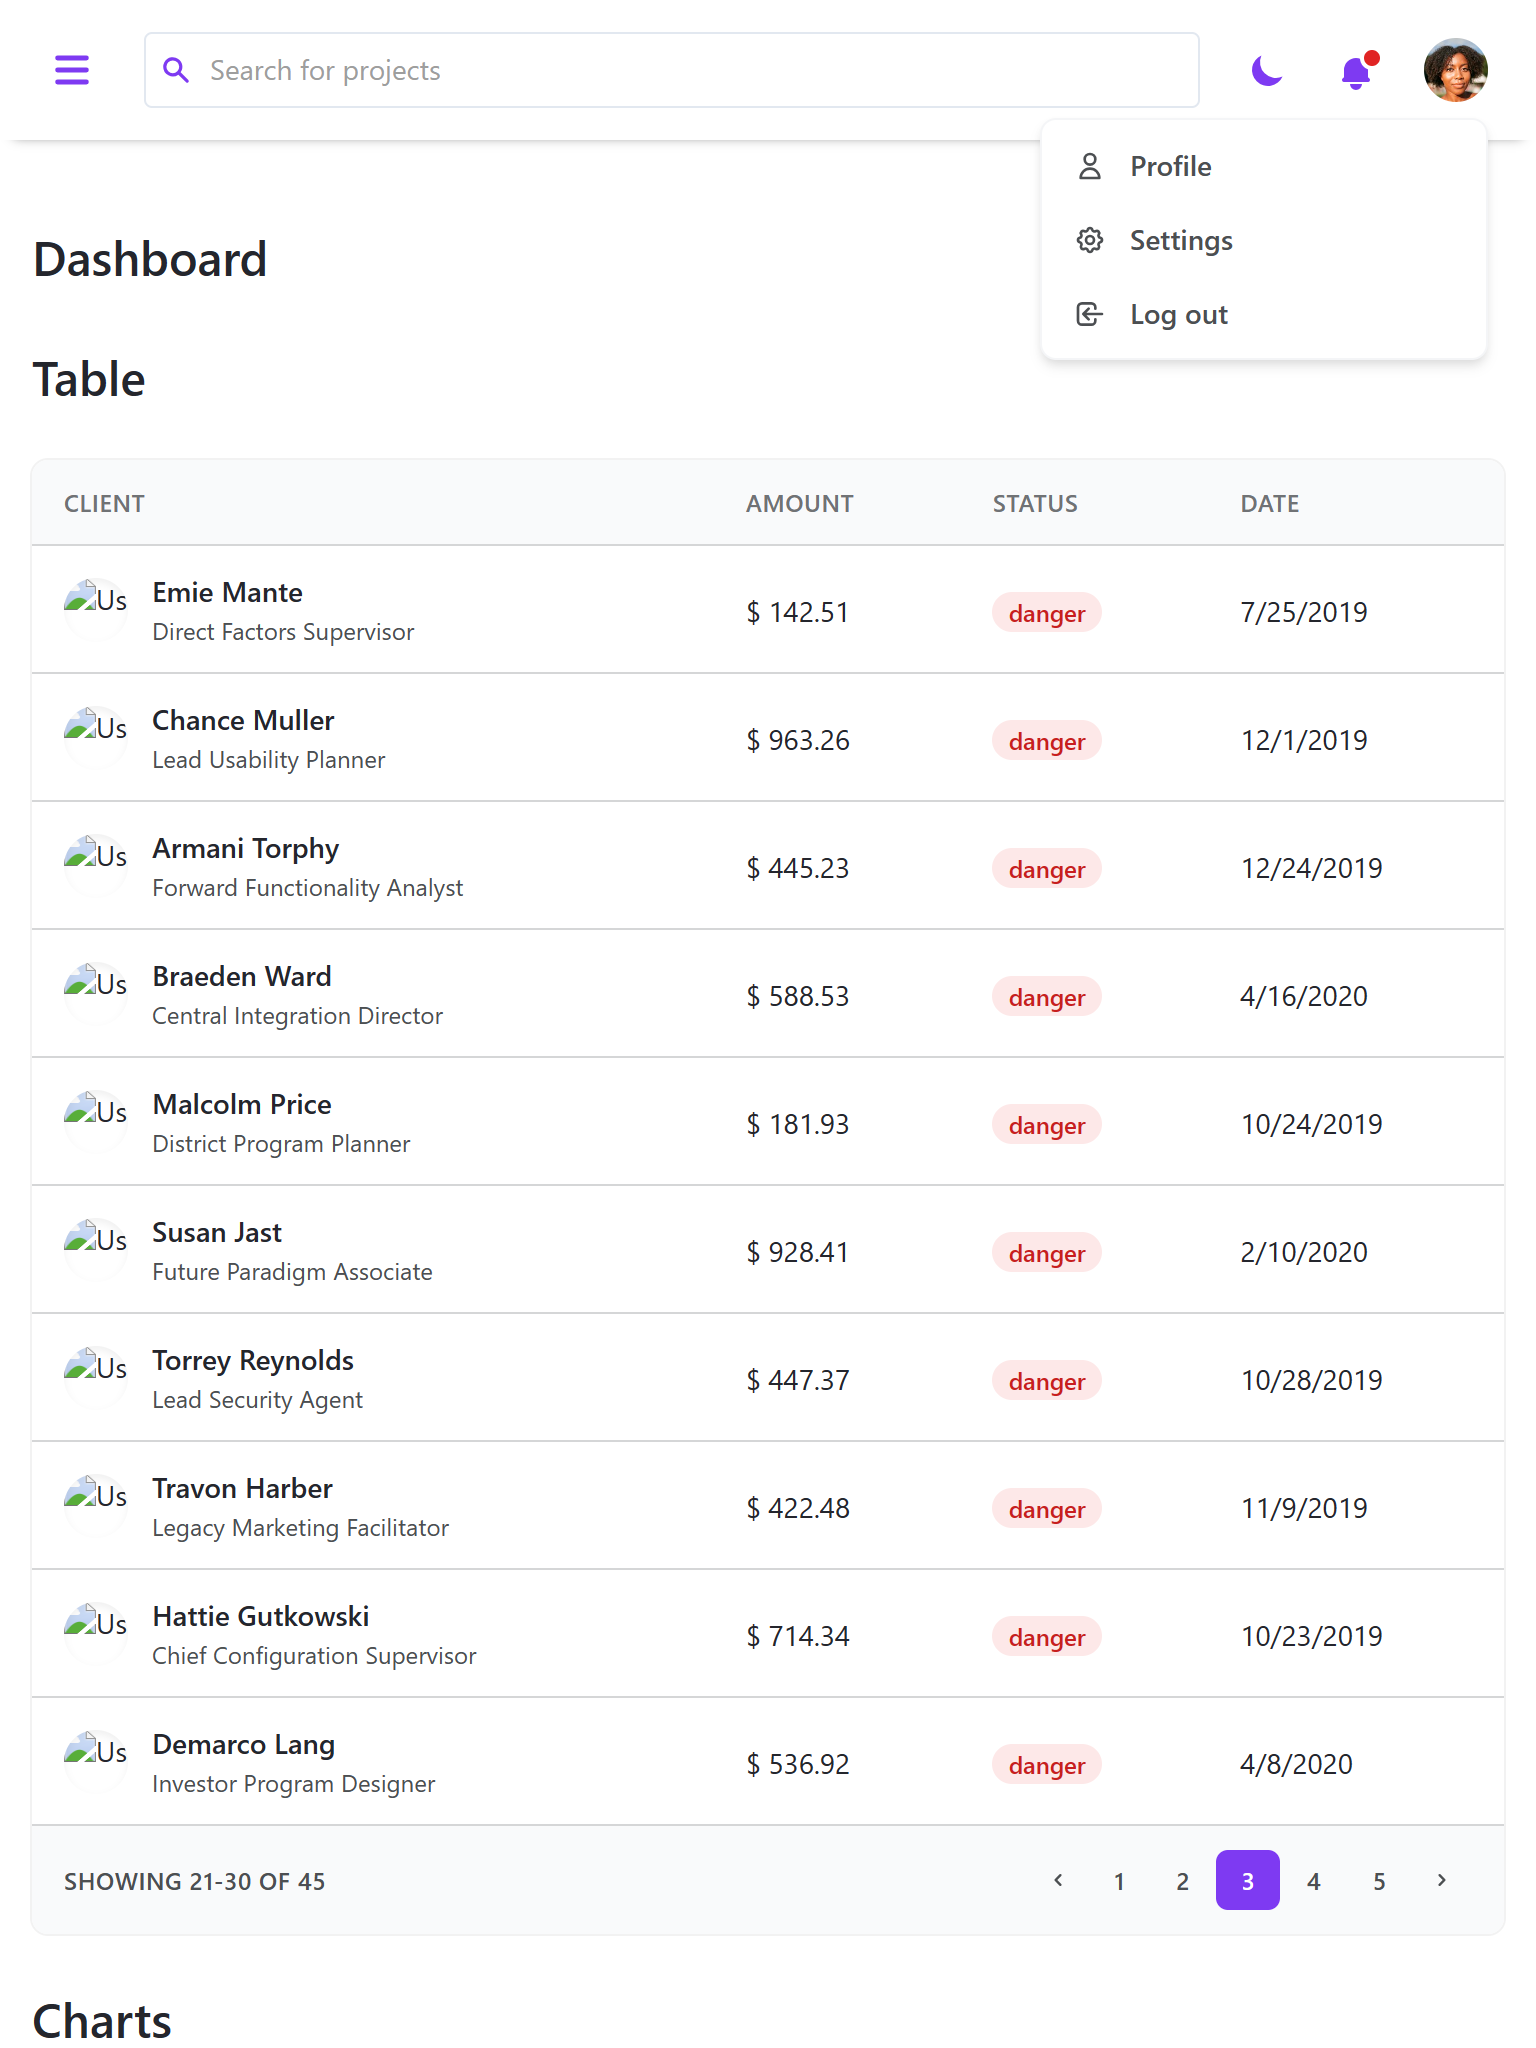 Search for projects
Profile
Settings
Log out
Dashboard
Table
CLIENT AMOUNT STATUS DATE
Us Emie Mante
Direct Factors Supervisor
$ 142.51 danger 7/25/2019
Us Chance Muller
Lead Usability Planner
$ 963.26 danger 12/1/2019
Us Armani Torphy
Forward Functionality Analyst
$ 445.23 danger 12/24/2019
Us Braeden Ward
Central Integration Director
$ 588.53 danger 4/16/2020
Us Malcolm Price
District Program Planner
$ 181.93 danger 10/24/2019
Us Susan Jast
Future Paradigm Associate
$ 928.41 danger 2/10/2020
Us Torrey Reynolds
Lead Security Agent
$ 447.37 danger 10/28/2019
Us Travon Harber
Legacy Marketing Facilitator
$ 422.48 danger 11/9/2019
Us Hattie Gutkowski
Chief Configuration Supervisor
$ 714.34 danger 10/23/2019
Us Demarco Lang
Investor Program Designer
$ 536.92 danger 4/8/2020
SHOWING 21-30 OF 45 1 2 3 4 5
Charts